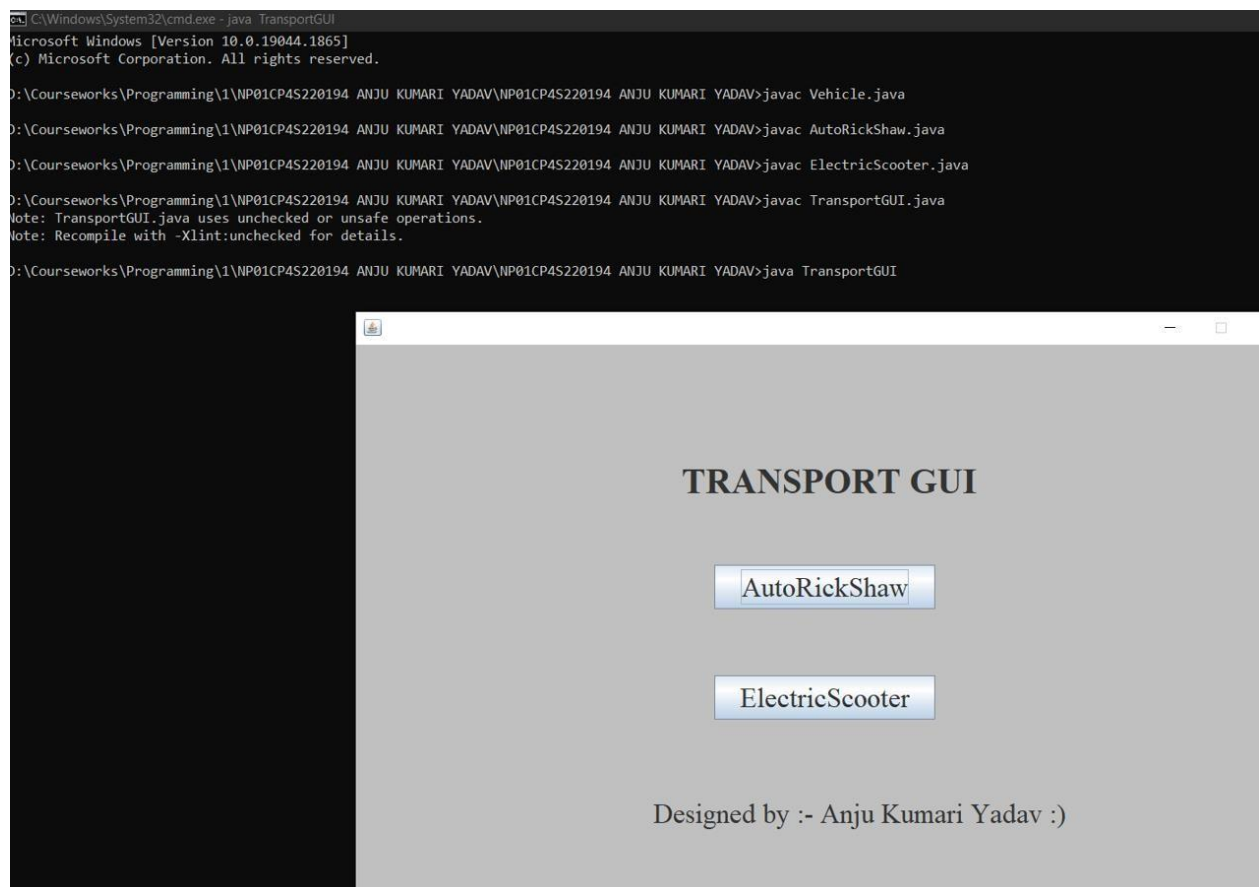 C:\Windows\System32\cmd.exe - java  TransportGUI
Microsoft Windows [Version 10.0.19044.1865]
(c) Microsoft Corporation. All rights reserved.
D:\Courseworks\Programming\1\NP01CP4S220194 ANJU KUMARI YADAV\NP01CP4S220194 ANJU KUMARI YADAV>javac Vehicle.java
D:\Courseworks\Programming\1\NP01CP4S220194 ANJU KUMARI YADAV\NP01CP4S220194 ANJU KUMARI YADAV>javac AutoRickShaw.java
D:\Courseworks\Programming\1\NP01CP4S220194 ANJU KUMARI YADAV\NP01CP4S220194 ANJU KUMARI YADAV>javac ElectricScooter.java
D:\Courseworks\Programming\1\NP01CP4S220194 ANJU KUMARI YADAV\NP01CP4S220194 ANJU KUMARI YADAV>javac TransportGUI.java
Note: TransportGUI.java uses unchecked or unsafe operations.
Note: Recompile with -Xlint:unchecked for details.
D:\Courseworks\Programming\1\NP01CP4S220194 ANJU KUMARI YADAV\NP01CP4S220194 ANJU KUMARI YADAV>java TransportGUI
TRANSPORT GUI
AutoRickShaw
ElectricScooter
Designed by :- Anju Kumari Yadav :)